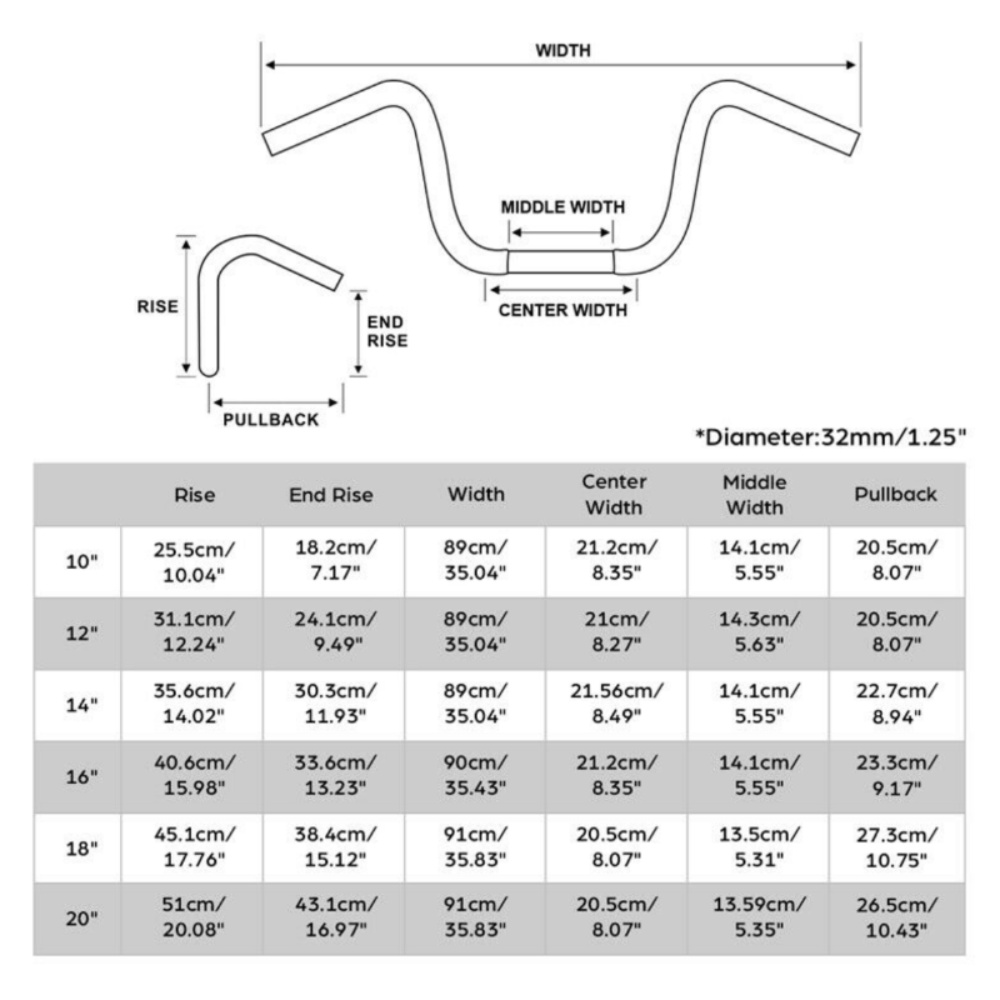 WIDTH
MIDDLE WIDTH
CENTER WIDTH
RISE
END
RISE
PULLBACK
*Diameter:32mm/1.25"
Rise End Rise Width Center Width Middle Width Pullback
10" 25.5cm/ 10.04" 18.2cm/ 7.17" 89cm/ 35.04" 21.2cm/ 8.35" 14.1cm/ 5.55" 20.5cm/ 8.07"
12" 31.1cm/ 12.24" 24.1cm/ 9.49" 89cm/ 35.04" 21cm/ 8.27" 14.3cm/ 5.63" 20.5cm/ 8.07"
14" 35.6cm/ 14.02" 30.3cm/ 11.93" 89cm/ 35.04" 21.56cm/ 8.49" 14.1cm/ 5.55" 22.7cm/ 8.94"
16" 40.6cm/ 15.98" 33.6cm/ 13.23" 90cm/ 35.43" 21.2cm/ 8.35" 14.1cm/ 5.55" 23.3cm/ 9.17"
18" 45.1cm/ 17.76" 38.4cm/ 15.12" 91cm/ 35.83" 20.5cm/ 8.07" 13.5cm/ 5.31" 27.3cm/ 10.75"
20" 51cm/ 20.08" 43.1cm/ 16.97" 91cm/ 35.83" 20.5cm/ 8.07" 13.59cm/ 5.35" 26.5cm/ 10.43"